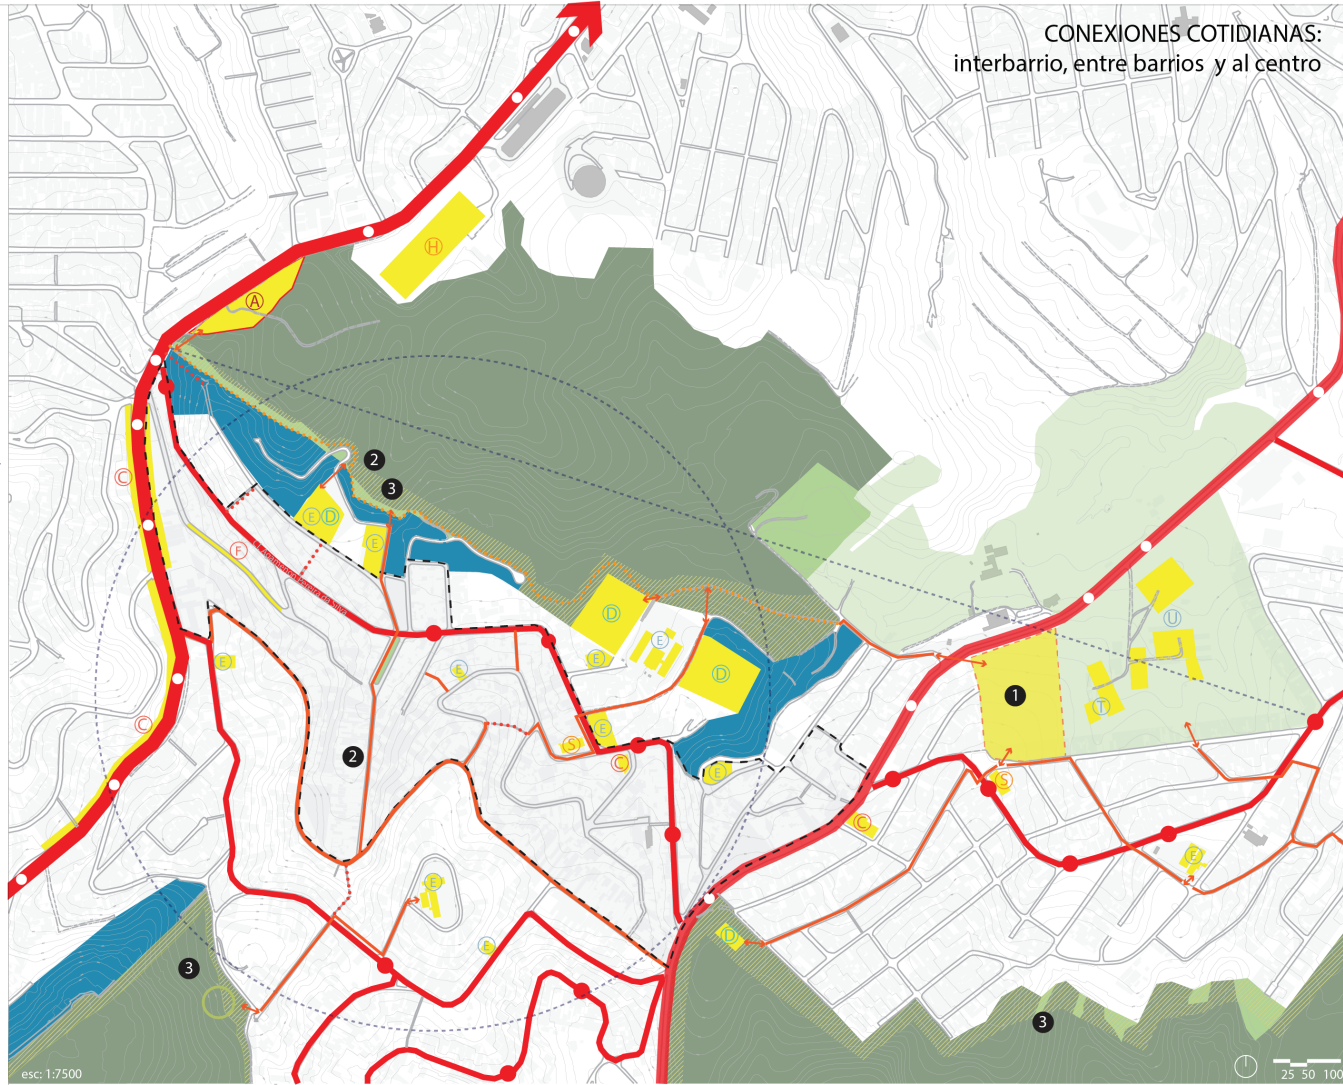 CONEXIONES COTIDIANAS:
interbarrio, entre barrios y al centro
H
A
2
3
C
E D
E
F
D
E
E
U
D
1
T
E
E
C
E
S
C
E
2
S
C
E
E
D
E
3
3
esc: 1:7500
25 50 100